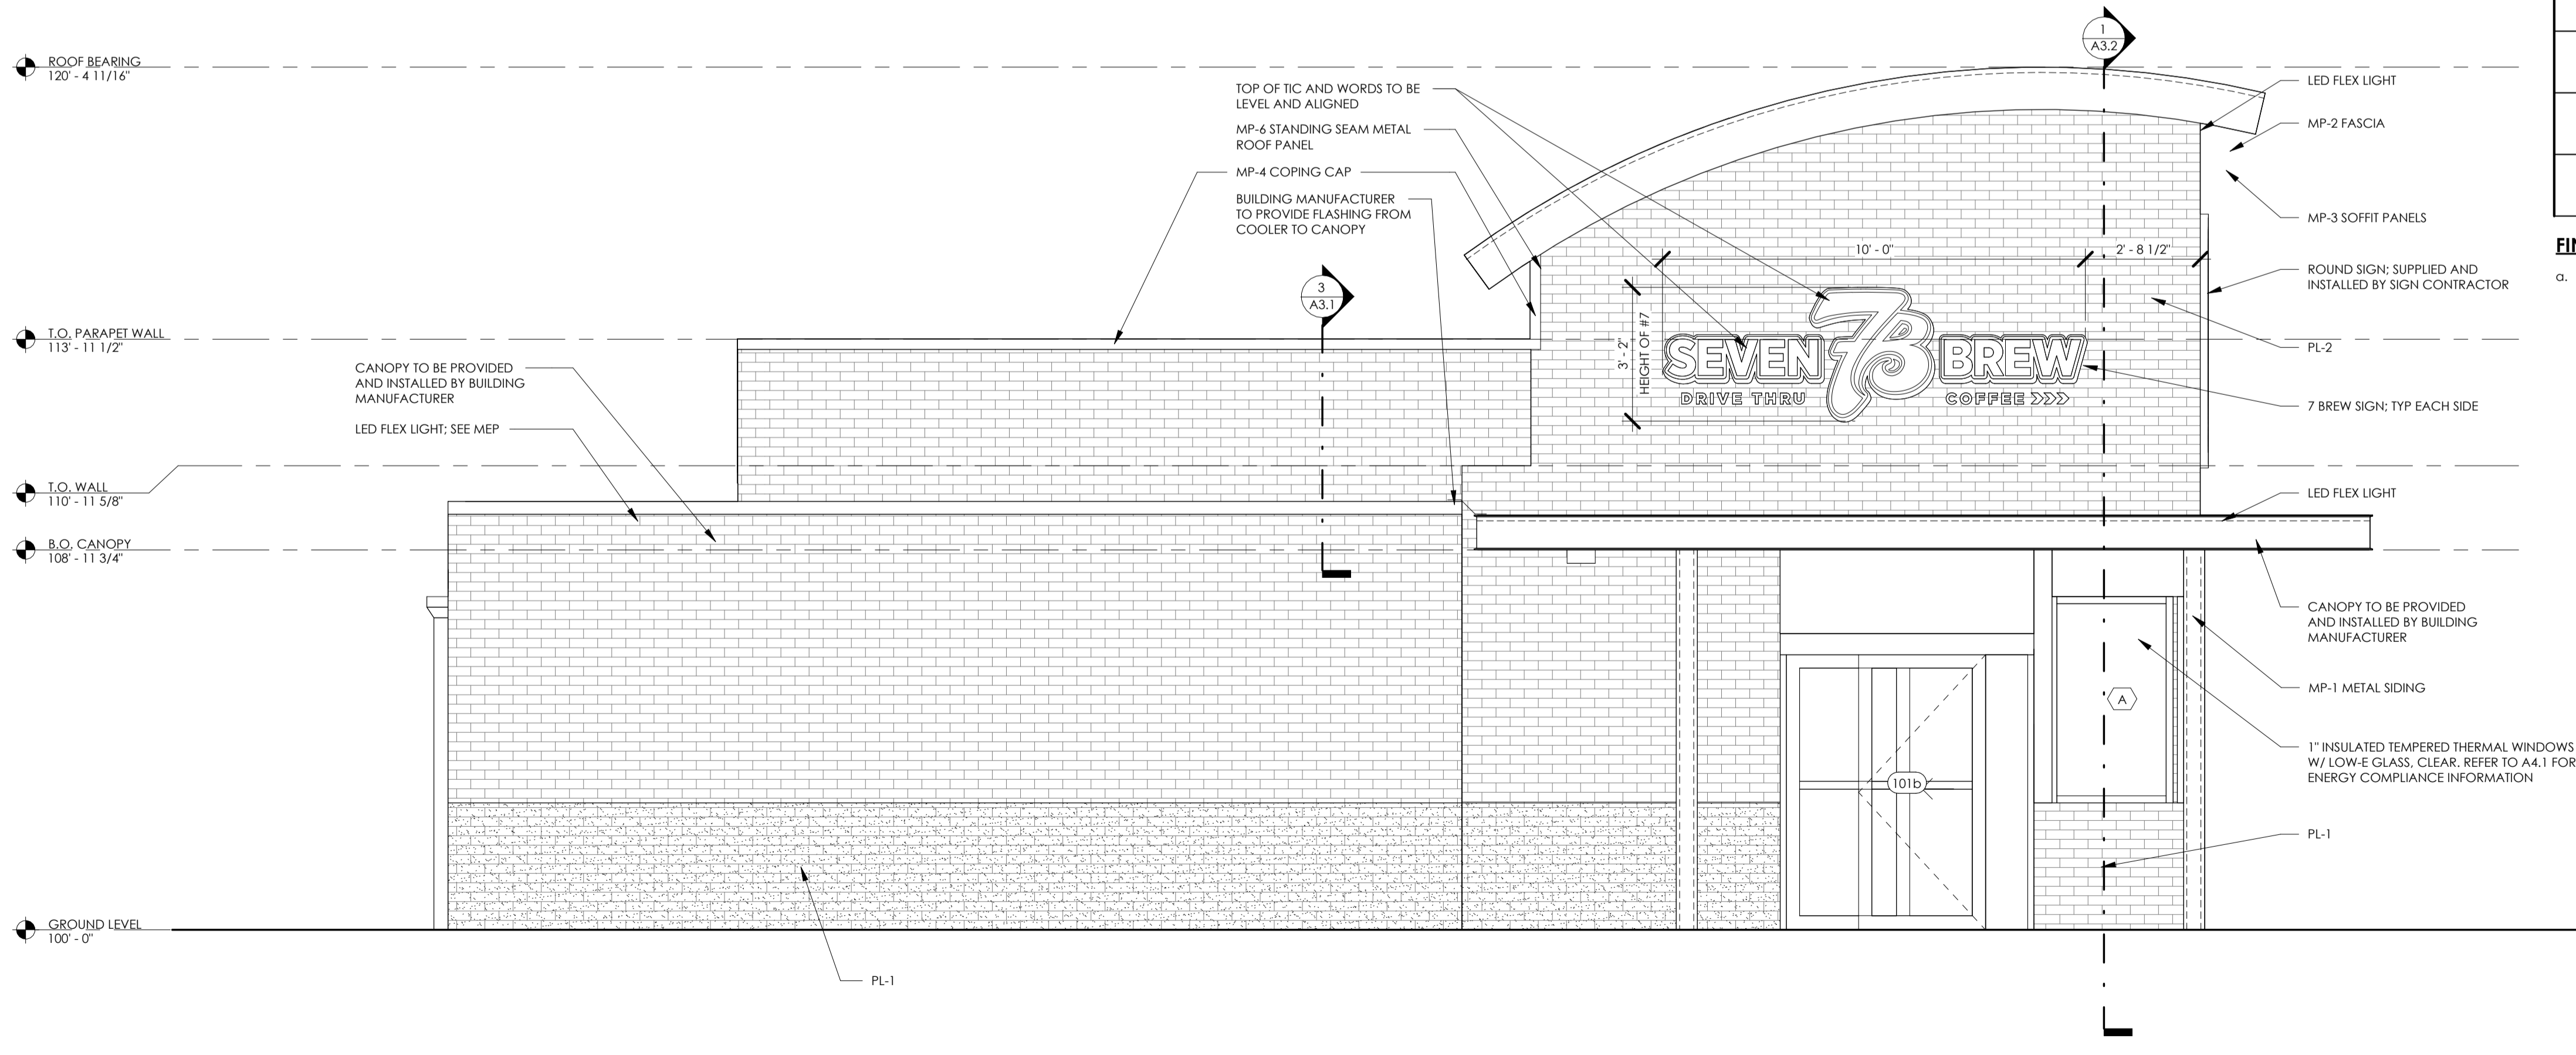 1
A3.2
ROOF BEARING
120' - 4 11/16"
TOP OF TIC AND WORDS TO BE
LEVEL AND ALIGNED
MP-6 STANDING SEAM METAL
ROOF PANEL
MP-4 COPING CAP
BUILDING MANUFACTURER
TO PROVIDE FLASHING FROM
COOLER TO CANOPY
LED FLEX LIGHT
MP-2 FASCIA
MP-3 SOFFIT PANELS
10' - 0"
2' - 8 1/2"
ROUND SIGN; SUPPLIED AND
INSTALLED BY SIGN CONTRACTOR
a.
3
A3.1
3' - 2"
HEIGHT OF #7
T.O. PARAPET WALL
113' - 11 1/2"
SEVEN 7B BREW
DRIVE THRU COFFEE >>>
PL-2
7 BREW SIGN; TYP EACH SIDE
CANOPY TO BE PROVIDED
AND INSTALLED BY BUILDING
MANUFACTURER
LED FLEX LIGHT; SEE MEP
T.O. WALL
110' - 11 5/8"
LED FLEX LIGHT
B.O. CANOPY
108' - 11 3/4"
CANOPY TO BE PROVIDED
AND INSTALLED BY BUILDING
MANUFACTURER
MP-1 METAL SIDING
A
1" INSULATED TEMPERED THERMAL WINDOWS
W/ LOW-E GLASS, CLEAR. REFER TO A4.1 FOR
ENERGY COMPLIANCE INFORMATION
101b
PL-1
GROUND LEVEL
100' - 0"
PL-1